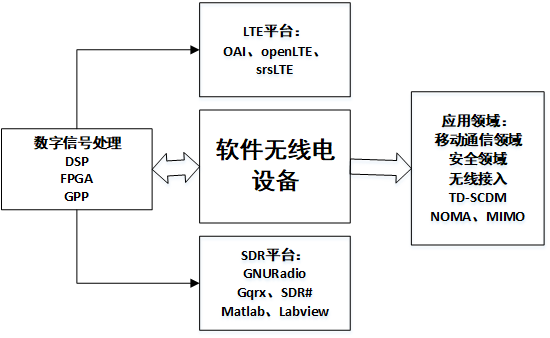 LTE平台：
OAI、openLTE、
srsLTE
数字信号处理
DSP
FPGA
GPP
软件无线电
设备
应用领域：
移动通信领域
安全领域
无线接入
TD-SCDM
NOMA、MIMO
SDR平台：
GNURadio
Gqrx、SDR#
Matlab、Labview